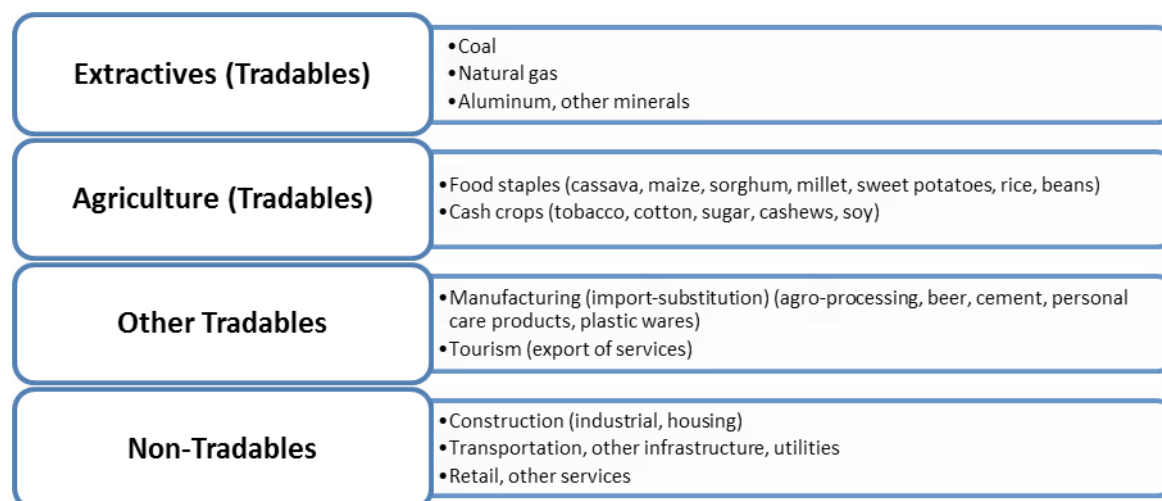 Extractives (Tradables)
•Coal
•Natural gas
•Aluminum, other minerals
Agriculture (Tradables)
•Food staples (cassava, maize, sorghum, millet, sweet potatoes, rice, beans)
•Cash crops (tobacco, cotton, sugar, cashews, soy)
Other Tradables
•Manufacturing (import-substitution) (agro-processing, beer, cement, personal
care products, plastic wares)
•Tourism (export of services)
Non-Tradables
•Construction (industrial, housing)
•Transportation, other infrastructure, utilities
•Retail, other services